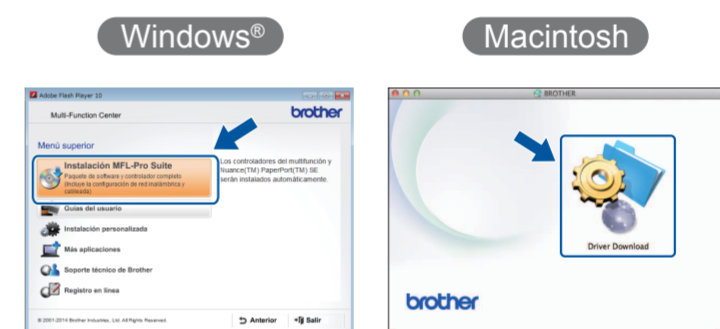 Windows®
Macintosh
Adobe Flash Player 10
Multi-Function Center
brother
Menú superior
Instalación MFL-Pro Suite
Paquete de software y controlador completo
(Incluye la configuración de red inalámbrica y
cableada)
Los controladores del multifunción y
Nuance(TM) PaperPort(TM) SE
serán instalados automáticamente.
Guías del usuario
Instalación personalizada
Más aplicaciones
Soporte técnico de Brother
Registro en línea
© 2001-2014 Brother Industries, Ltd. All Rights Reserved.
Anterior
Salir
BROTHER
Driver Download
brother